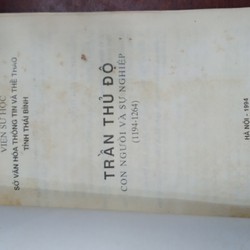 VIỆN SỬ HỌC
SỞ VĂN HÓA THÔNG TIN VÀ THỂ THAO
TỈNH THÁI BÌNH
TRẦN THỦ ĐỘ
CON NGƯỜI VÀ SỰ NGHIỆP
(1194-1264)
HÀ NỘI - 1994